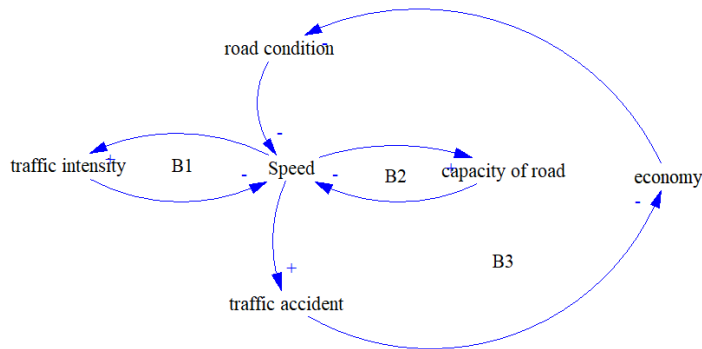 road condition
-
-
traffic intensity
+
B1
-
Speed
-
B2
+
capacity of road
economy
-
B3
+
traffic accident